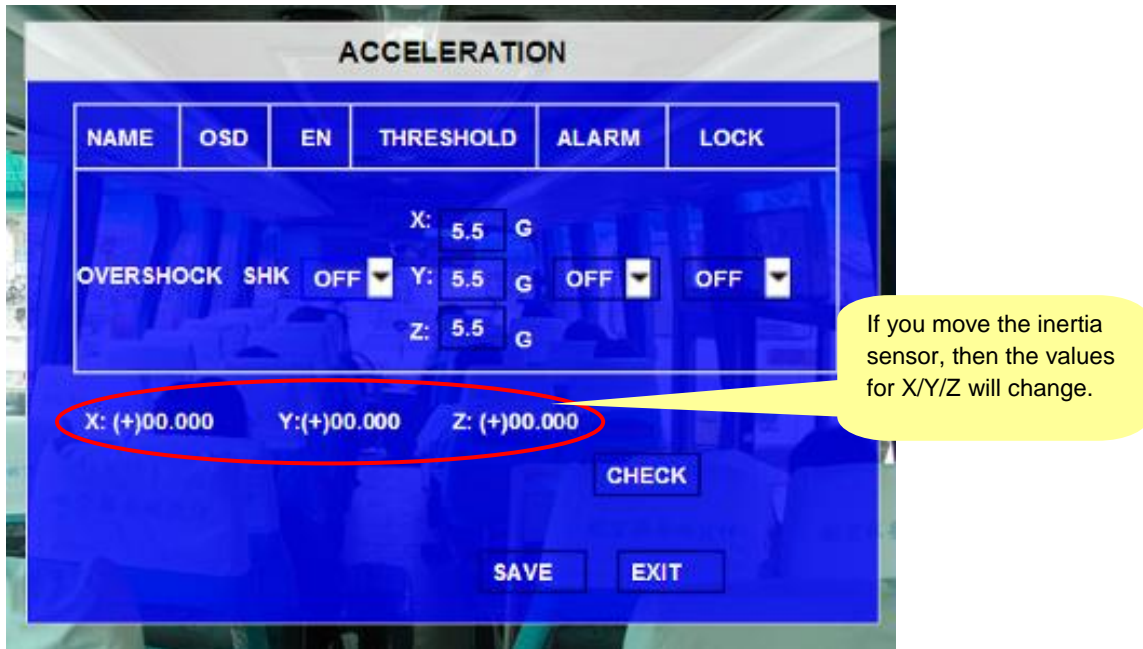 ACCELERATION
NAME OSD EN THRESHOLD ALARM LOCK
X: 5.5 G
OVERSHOCK SHK OFF Y: 5.5 G OFF OFF
Z: 5.5 G
If you move the inertia
sensor, then the values
for X/Y/Z will change.
X: (+)00.000 Y:(+)00.000 Z: (+)00.000
CHECK
SAVE EXIT